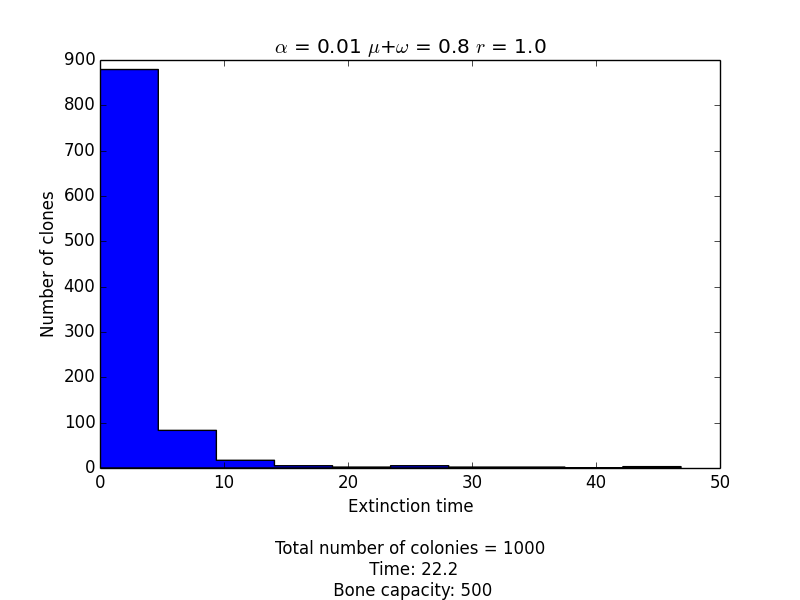 α = 0.01 μ+ω = 0.8 r = 1.0
900
800
700
600
500
400
300
200
100
0
Number of clones
0 10 20 30 40 50
Extinction time
Total number of colonies = 1000
Time: 22.2
Bone capacity: 500